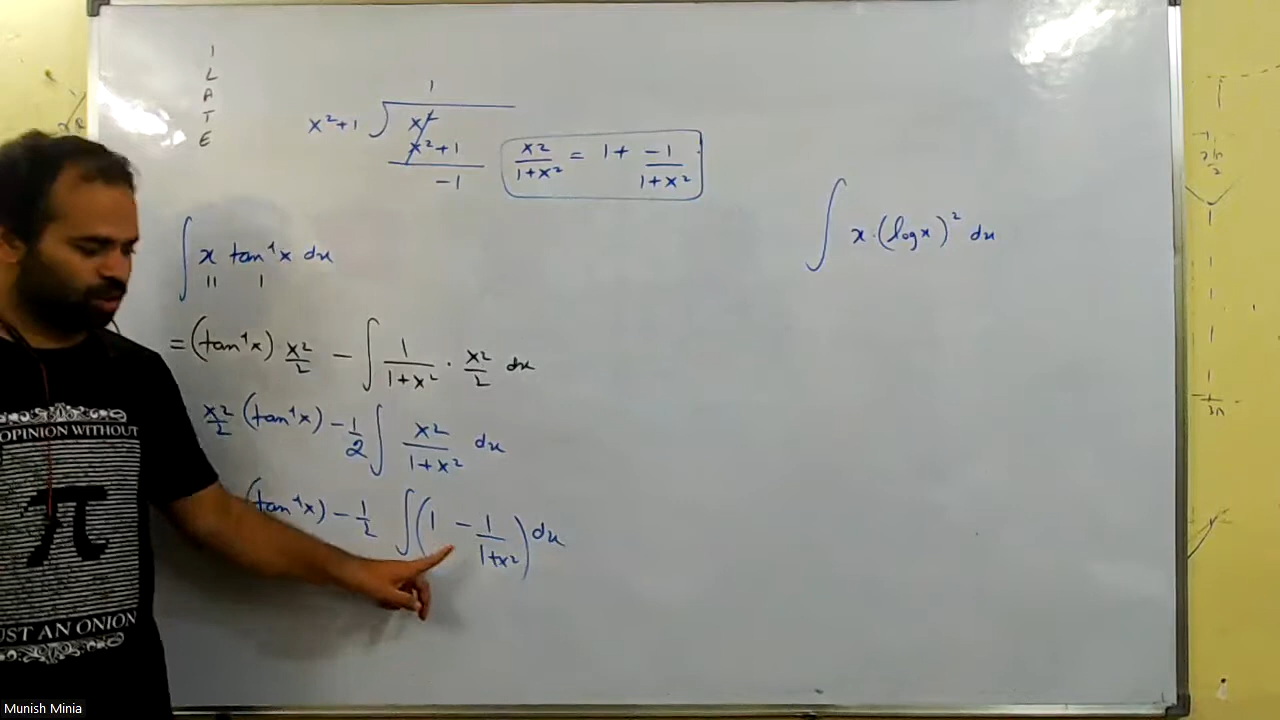 I
L
A
T
E
1
x²+1 ) x²
x²+1
-1
x²/1+x² = 1 + -1/1+x²
∫ x tan⁻¹x dx
II I
= (tan⁻¹x) x²/2 - ∫ 1/1+x² · x²/2 dx
x²/2 (tan⁻¹x) - 1/2 ∫ x²/1+x² dx
(tan⁻¹x) - 1/2 ∫ (1 - 1/1+x²) dx
∫ x·(logx)² dx
OPINION WITHOUT
π
UST AN ONION
Munish Minia